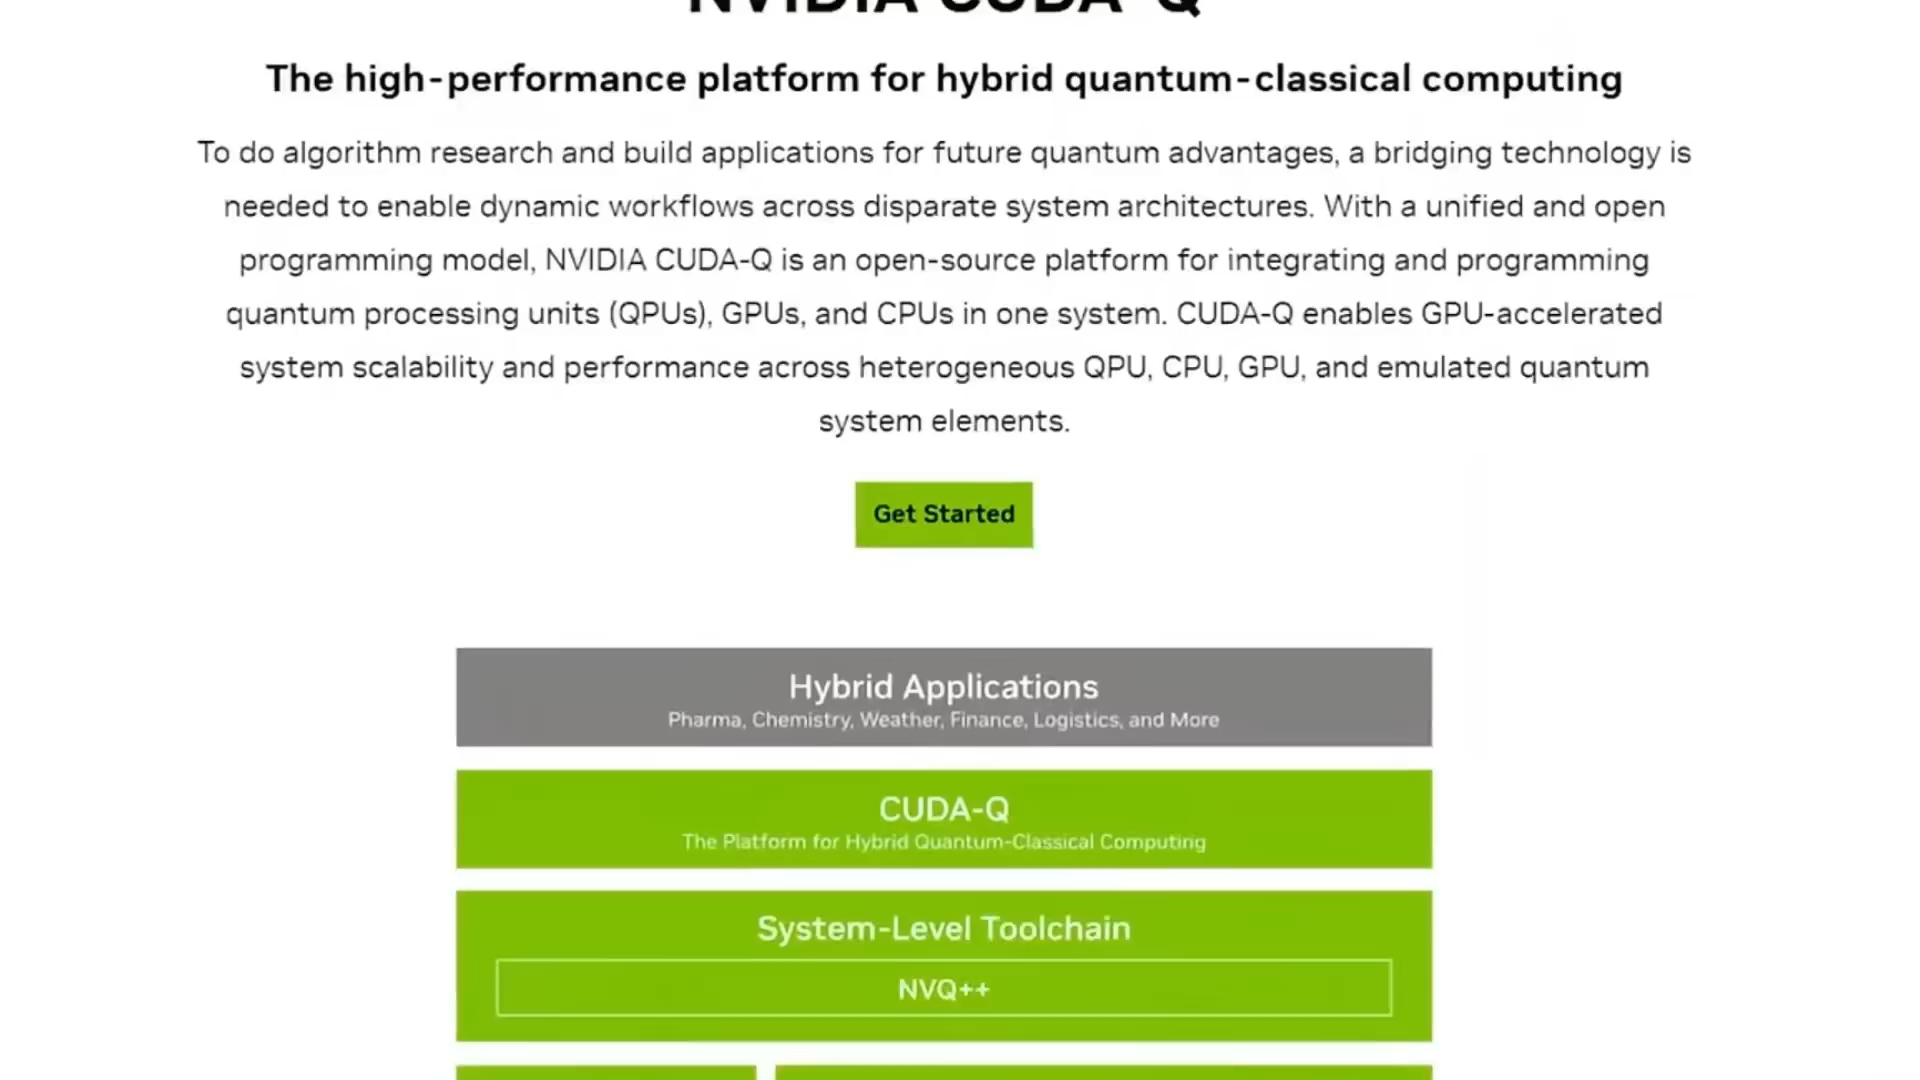 NVIDIA CUDA-Q
The high-performance platform for hybrid quantum-classical computing
To do algorithm research and build applications for future quantum advantages, a bridging technology is
needed to enable dynamic workflows across disparate system architectures. With a unified and open
programming model, NVIDIA CUDA-Q is an open-source platform for integrating and programming
quantum processing units (QPUs), GPUs, and CPUs in one system. CUDA-Q enables GPU-accelerated
system scalability and performance across heterogeneous QPU, CPU, GPU, and emulated quantum
system elements.
Get Started
Hybrid Applications
Pharma, Chemistry, Weather, Finance, Logistics, and More
CUDA-Q
The Platform for Hybrid Quantum-Classical Computing
System-Level Toolchain
NVQ++